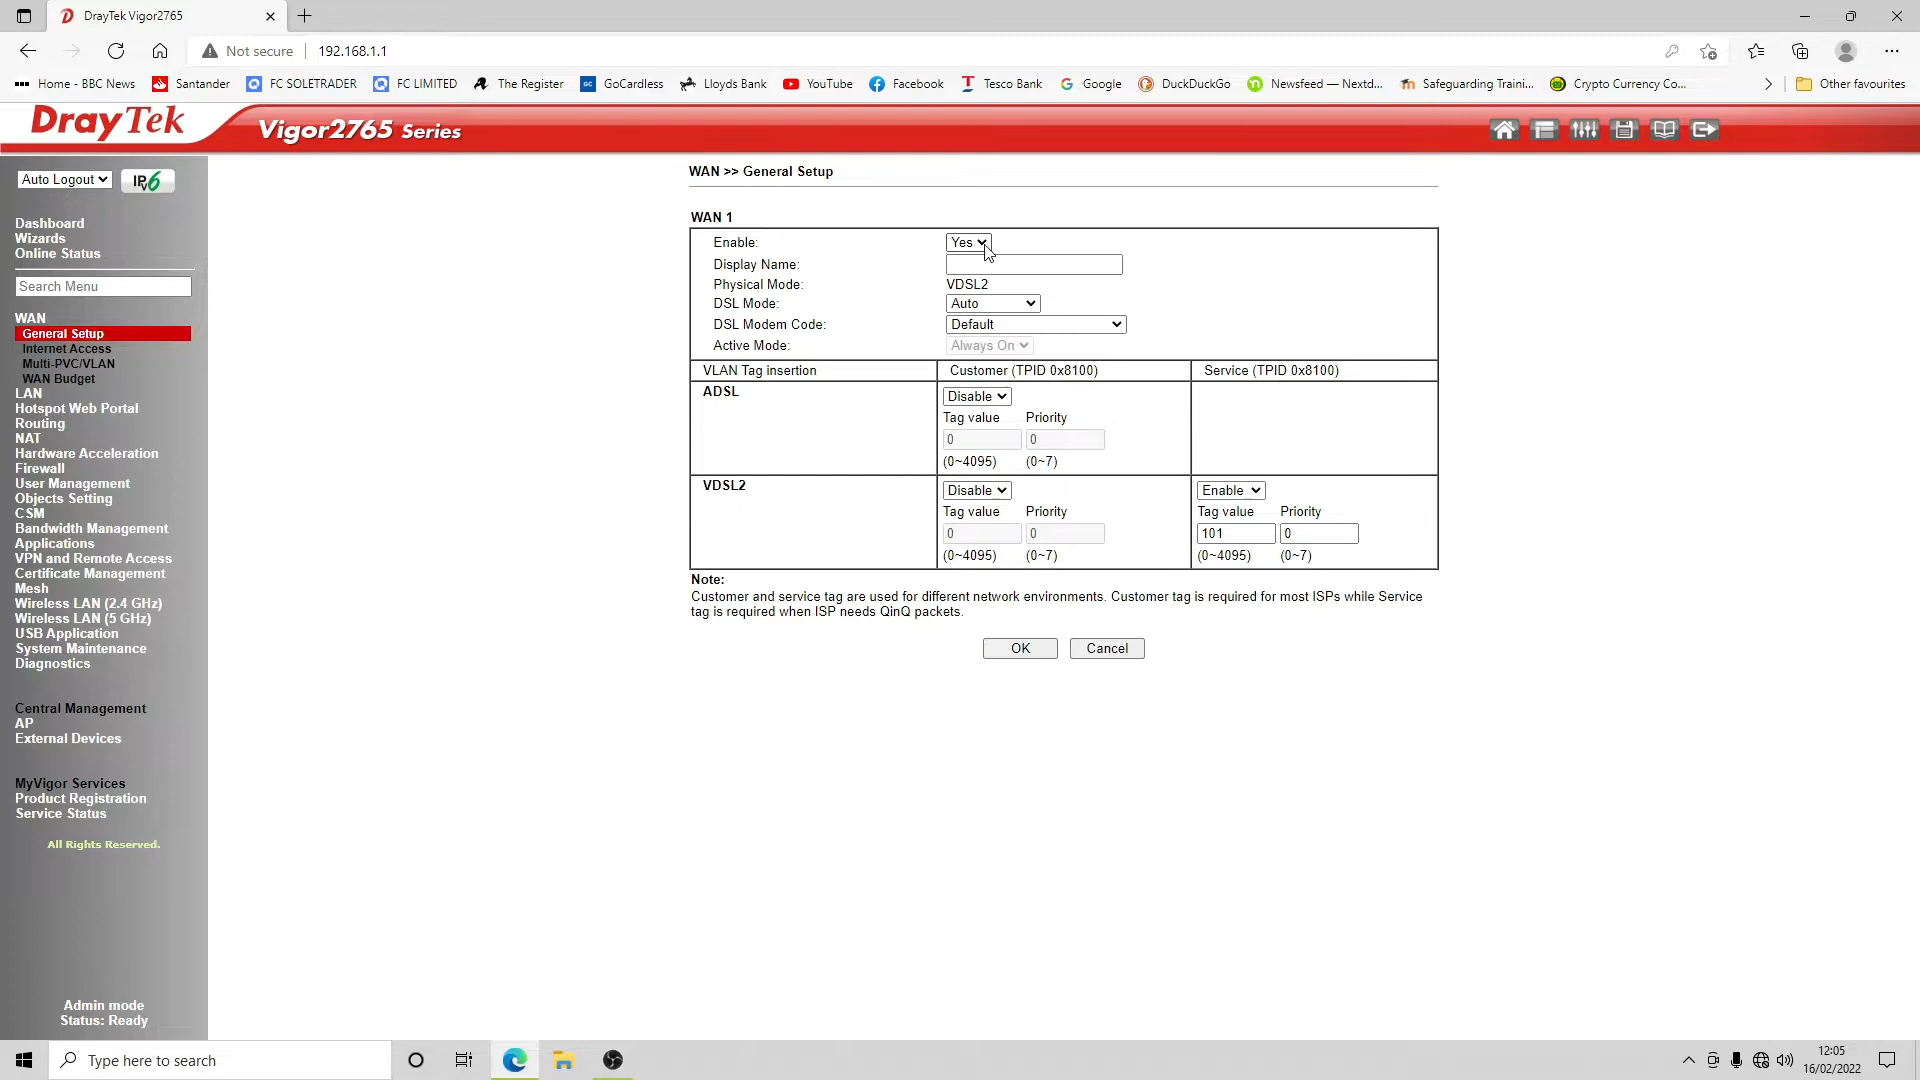 DrayTek Vigor2765
Not secure 192.168.1.1
Home - BBC News Santander FC SOLETRADER FC LIMITED The Register GoCardless Lloyds Bank YouTube Facebook Tesco Bank Google DuckDuckGo Newsfeed — Nextd... Safeguarding Traini... Crypto Currency Co... Other favourites
DrayTek Vigor2765 Series
Auto Logout IPv6
Dashboard
Wizards
Online Status
Search Menu
WAN
General Setup
Internet Access
Multi-PVC/VLAN
WAN Budget
LAN
Hotspot Web Portal
Routing
NAT
Hardware Acceleration
Firewall
User Management
Objects Setting
CSM
Bandwidth Management
Applications
VPN and Remote Access
Certificate Management
Mesh
Wireless LAN (2.4 GHz)
Wireless LAN (5 GHz)
USB Application
System Maintenance
Diagnostics
Central Management
AP
External Devices
MyVigor Services
Product Registration
Service Status
All Rights Reserved.
Admin mode
Status: Ready
WAN >> General Setup
WAN 1
Enable: Yes
Display Name:
Physical Mode: VDSL2
DSL Mode: Auto
DSL Modem Code: Default
Active Mode: Always On
VLAN Tag insertion Customer (TPID 0x8100) Service (TPID 0x8100)
ADSL Disable
Tag value Priority
0 0
(0~4095) (0~7)
VDSL2 Disable Enable
Tag value Priority Tag value Priority
0 0 101 0
(0~4095) (0~7) (0~4095) (0~7)
Note:
Customer and service tag are used for different network environments. Customer tag is required for most ISPs while Service
tag is required when ISP needs QinQ packets.
OK Cancel
Type here to search
12:05
16/02/2022